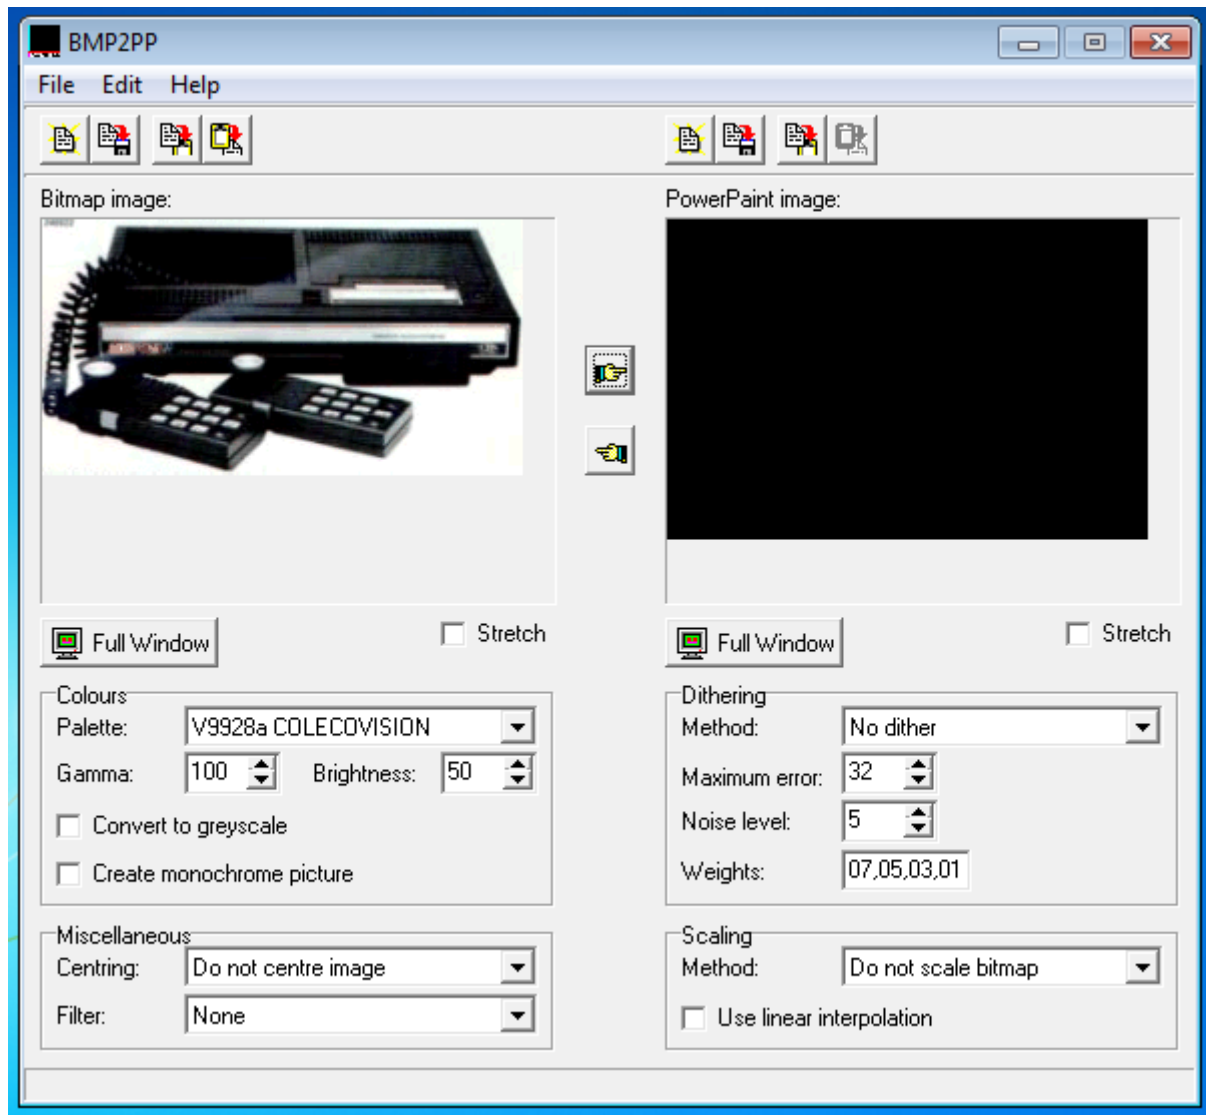 BMP2PP
File Edit Help
Bitmap image: PowerPaint image:
Full Window Stretch Full Window Stretch
Colours Dithering
Palette: V9928a COLECOVISION Method: No dither
Gamma: 100 Brightness: 50 Maximum error: 32
Convert to greyscale Noise level: 5
Create monochrome picture Weights: 07,05,03,01
Miscellaneous Scaling
Centring: Do not centre image Method: Do not scale bitmap
Filter: None Use linear interpolation